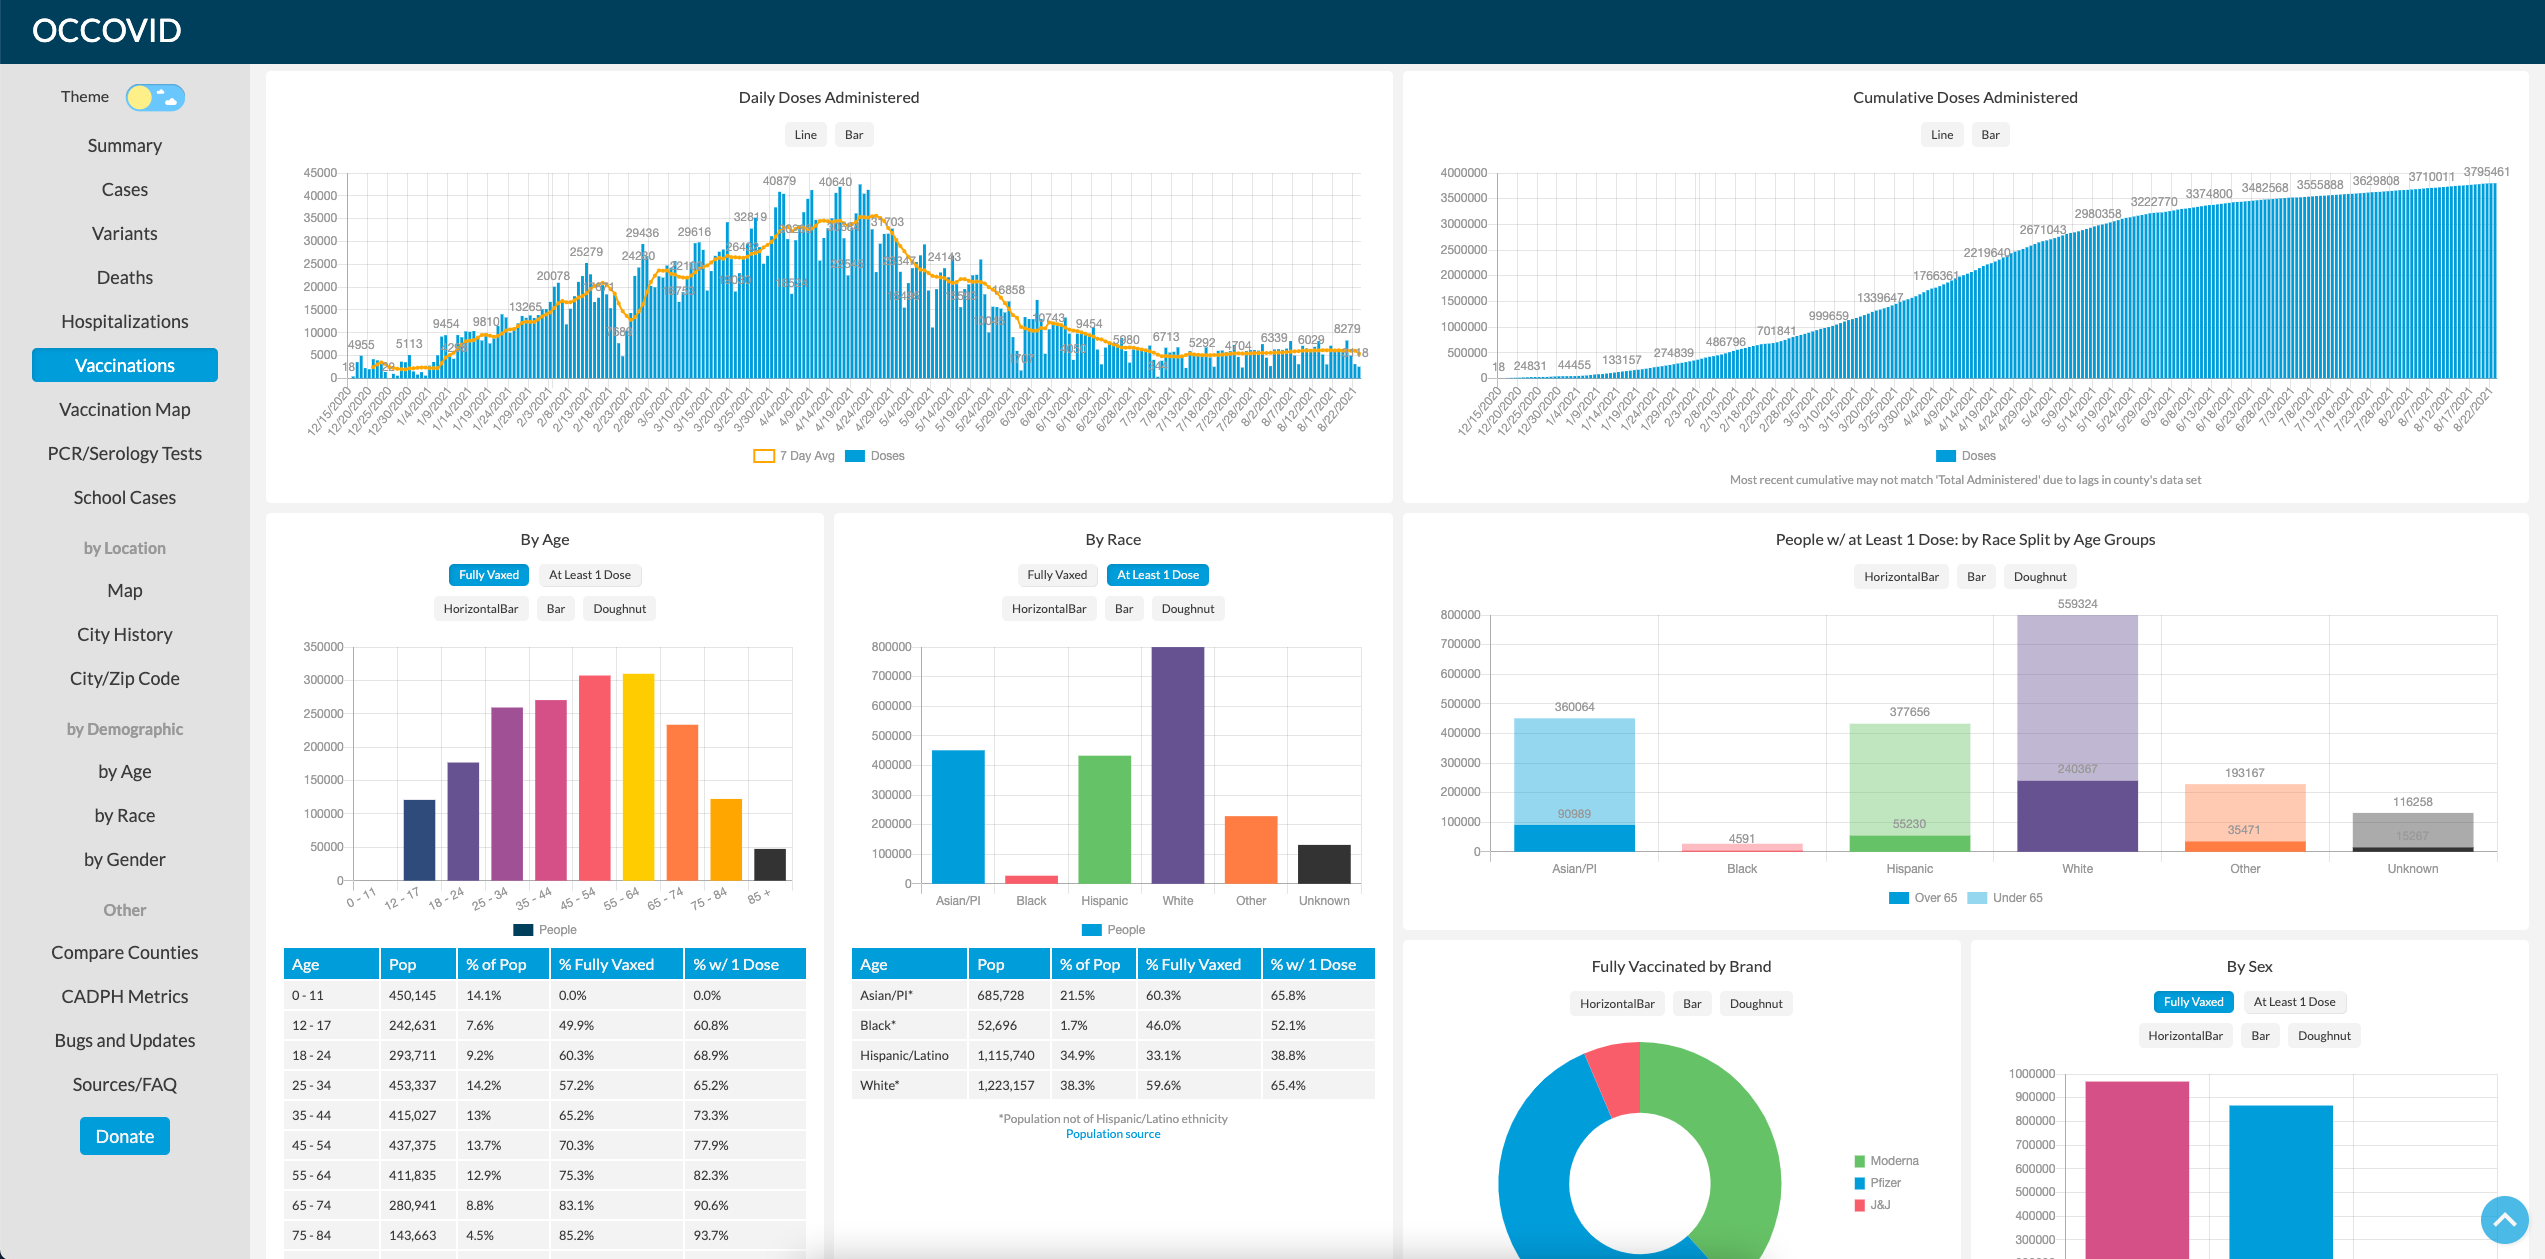 OCCOVID
Theme
Summary
Cases
Variants
Deaths
Hospitalizations
Vaccinations
Vaccination Map
PCR/Serology Tests
School Cases
by Location
Map
City History
City/Zip Code
by Demographic
by Age
by Race
by Gender
Other
Compare Counties
CADPH Metrics
Bugs and Updates
Sources/FAQ
Donate
Daily Doses Administered
Line Bar
45000
40000
35000
30000
25000
20000
15000
10000
5000
0
18 4955 5113 9454 9810 13265 20078 25279 29436 24230 29616 32819 40879 40640 31703 24143 16858 10743 9454 5980 6713 5292 4704 6339 6029 8279
12/15/2020 12/20/2020 12/25/2020 12/30/2020 1/4/2021 1/9/2021 1/14/2021 1/19/2021 1/24/2021 1/29/2021 2/3/2021 2/8/2021 2/13/2021 2/18/2021 2/23/2021 2/28/2021 3/5/2021 3/10/2021 3/15/2021 3/20/2021 3/25/2021 3/30/2021 4/4/2021 4/9/2021 4/14/2021 4/19/2021 4/24/2021 4/29/2021 5/4/2021 5/9/2021 5/14/2021 5/19/2021 5/24/2021 5/29/2021 6/3/2021 6/8/2021 6/13/2021 6/18/2021 6/23/2021 6/28/2021 7/3/2021 7/8/2021 7/13/2021 7/18/2021 7/23/2021 7/28/2021 8/2/2021 8/7/2021 8/12/2021 8/17/2021 8/22/2021
7 Day Avg Doses
Cumulative Doses Administered
Line Bar
4000000
3500000
3000000
2500000
2000000
1500000
1000000
500000
0
18 24831 44455 133157 274839 486796 701841 999659 1339647 1766361 2219640 2671043 2980358 3222770 3374800 3482568 3555888 3629808 3710011 3795461
12/15/2020 12/20/2020 12/25/2020 12/30/2020 1/4/2021 1/9/2021 1/14/2021 1/19/2021 1/24/2021 1/29/2021 2/3/2021 2/8/2021 2/13/2021 2/18/2021 2/23/2021 2/28/2021 3/5/2021 3/10/2021 3/15/2021 3/20/2021 3/25/2021 3/30/2021 4/4/2021 4/9/2021 4/14/2021 4/19/2021 4/24/2021 4/29/2021 5/4/2021 5/9/2021 5/14/2021 5/19/2021 5/24/2021 5/29/2021 6/3/2021 6/8/2021 6/13/2021 6/18/2021 6/23/2021 6/28/2021 7/3/2021 7/8/2021 7/13/2021 7/18/2021 7/23/2021 7/28/2021 8/2/2021 8/7/2021 8/12/2021 8/17/2021 8/22/2021
Doses
Most recent cumulative may not match 'Total Administered' due to lags in county's data set
By Age
Fully Vaxed At Least 1 Dose
HorizontalBar Bar Doughnut
350000
300000
250000
200000
150000
100000
50000
0
0 - 11 12 - 17 18 - 24 25 - 34 35 - 44 45 - 54 55 - 64 65 - 74 75 - 84 85 +
People
Age Pop % of Pop % Fully Vaxed % w/ 1 Dose
0 - 11 450,145 14.1% 0.0% 0.0%
12 - 17 242,631 7.6% 49.9% 60.8%
18 - 24 293,711 9.2% 60.3% 68.9%
25 - 34 453,337 14.2% 57.2% 65.2%
35 - 44 415,027 13% 65.2% 73.3%
45 - 54 437,375 13.7% 70.3% 77.9%
55 - 64 411,835 12.9% 75.3% 82.3%
65 - 74 280,941 8.8% 83.1% 90.6%
75 - 84 143,663 4.5% 85.2% 93.7%
By Race
Fully Vaxed At Least 1 Dose
HorizontalBar Bar Doughnut
800000
700000
600000
500000
400000
300000
200000
100000
0
Asian/PI Black Hispanic White Other Unknown
People
Age Pop % of Pop % Fully Vaxed % w/ 1 Dose
Asian/PI* 685,728 21.5% 60.3% 65.8%
Black* 52,696 1.7% 46.0% 52.1%
Hispanic/Latino 1,115,740 34.9% 33.1% 38.8%
White* 1,223,157 38.3% 59.6% 65.4%
*Population not of Hispanic/Latino ethnicity
Population source
People w/ at Least 1 Dose: by Race Split by Age Groups
HorizontalBar Bar Doughnut
559324
800000
700000
600000
500000
400000
300000
200000
100000
0
360064 377656
90989 4591 55230 240367 193167 35471 116258 15267
Asian/PI Black Hispanic White Other Unknown
Over 65 Under 65
Fully Vaccinated by Brand
HorizontalBar Bar Doughnut
Moderna
Pfizer
J&J
By Sex
Fully Vaxed At Least 1 Dose
HorizontalBar Bar Doughnut
1000000
900000
800000
700000
600000
500000
400000
300000